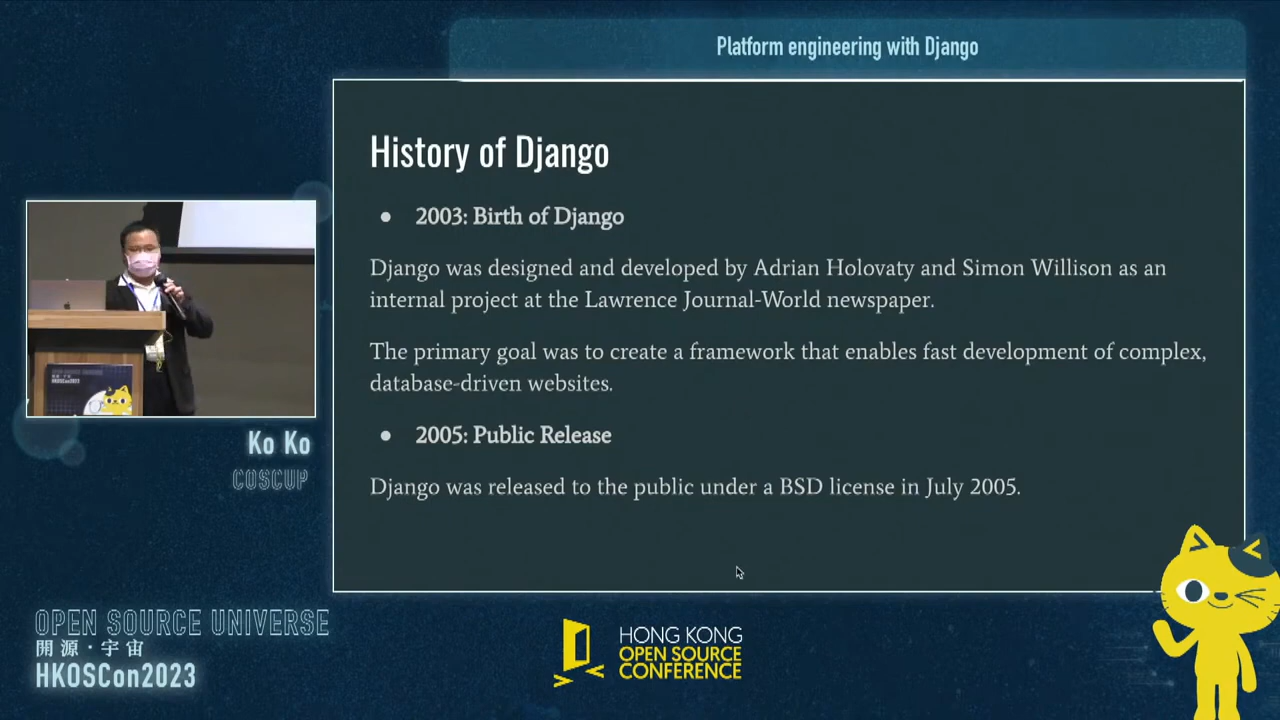 Platform engineering with Django
History of Django
2003: Birth of Django
Django was designed and developed by Adrian Holovaty and Simon Willison as an
internal project at the Lawrence Journal-World newspaper.
The primary goal was to create a framework that enables fast development of complex,
database-driven websites.
2005: Public Release
Django was released to the public under a BSD license in July 2005.
Ko Ko
COSCUP
OPEN SOURCE UNIVERSE
開源·宇宙
HKOSCon2023
HONG KONG
OPEN SOURCE
CONFERENCE